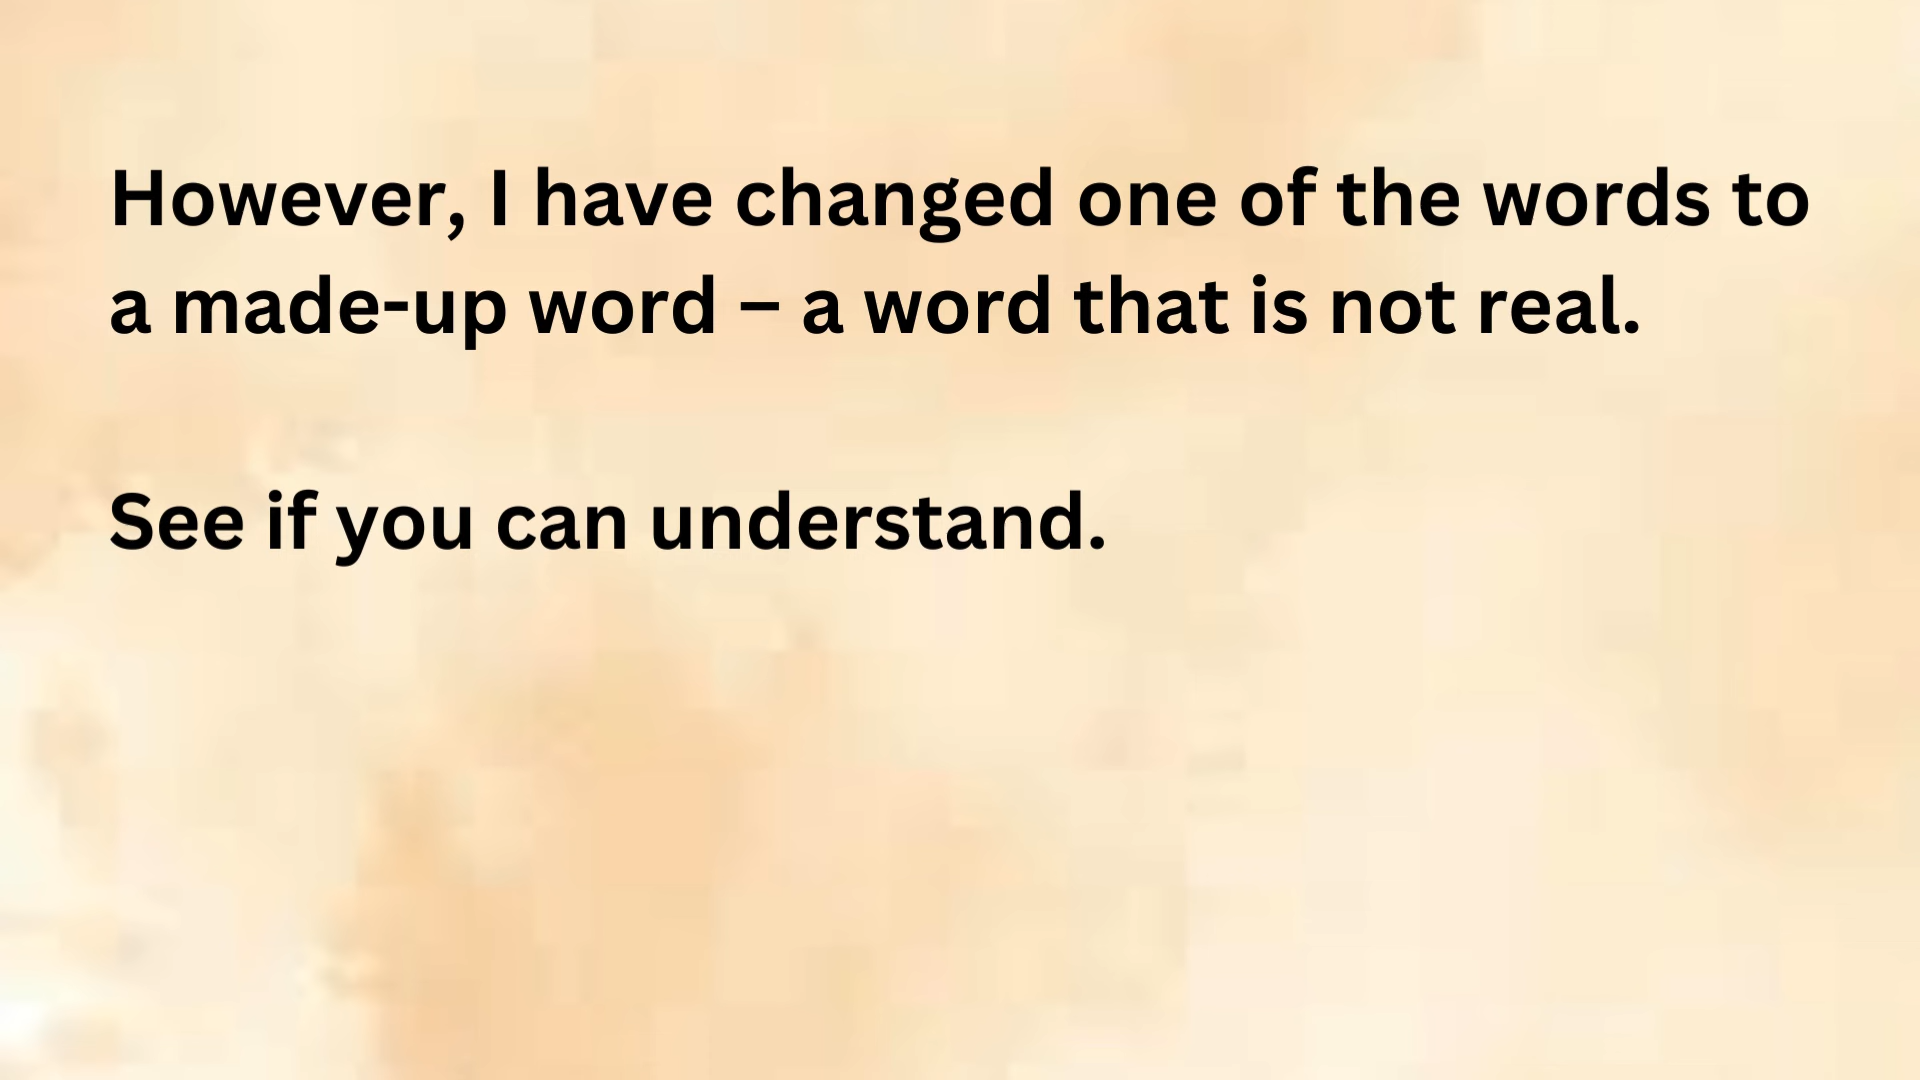 However, I have changed one of the words to
a made-up word – a word that is not real.
See if you can understand.